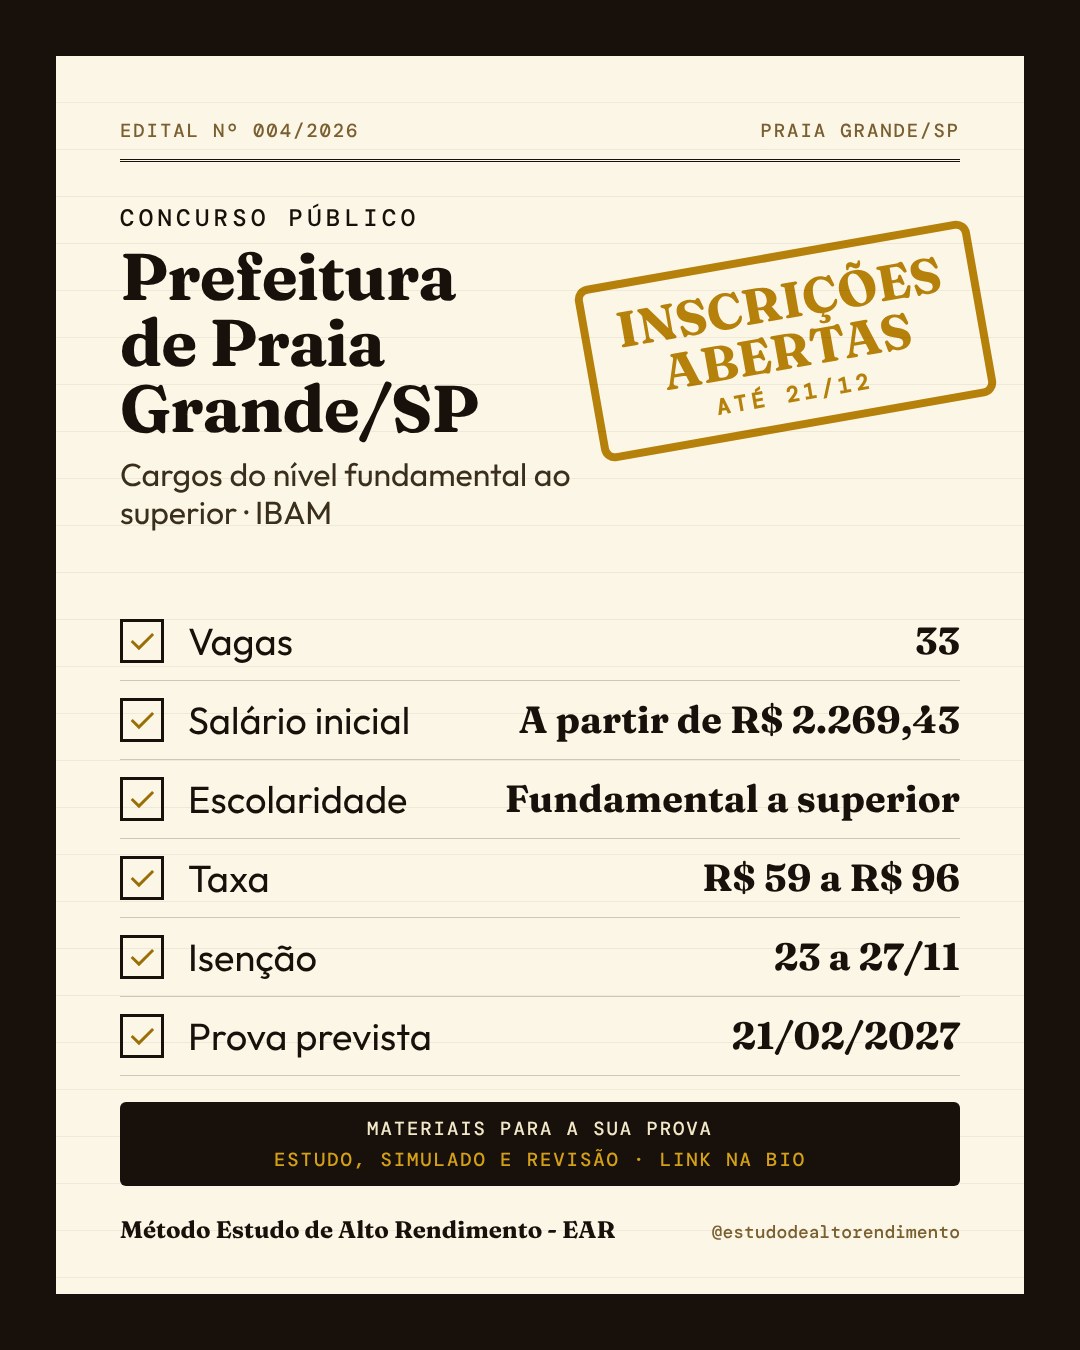 EDITAL Nº 004/2026
PRAIA GRANDE/SP
CONCURSO PÚBLICO
Prefeitura
de Praia
Grande/SP
INSCRIÇÕES
ABERTAS
ATÉ 21/12
Cargos do nível fundamental ao
superior · IBAM
Vagas 33
Salário inicial A partir de R$ 2.269,43
Escolaridade Fundamental a superior
Taxa R$ 59 a R$ 96
Isenção 23 a 27/11
Prova prevista 21/02/2027
MATERIAIS PARA A SUA PROVA
ESTUDO, SIMULADO E REVISÃO · LINK NA BIO
Método Estudo de Alto Rendimento - EAR
@estudodealtorendimento